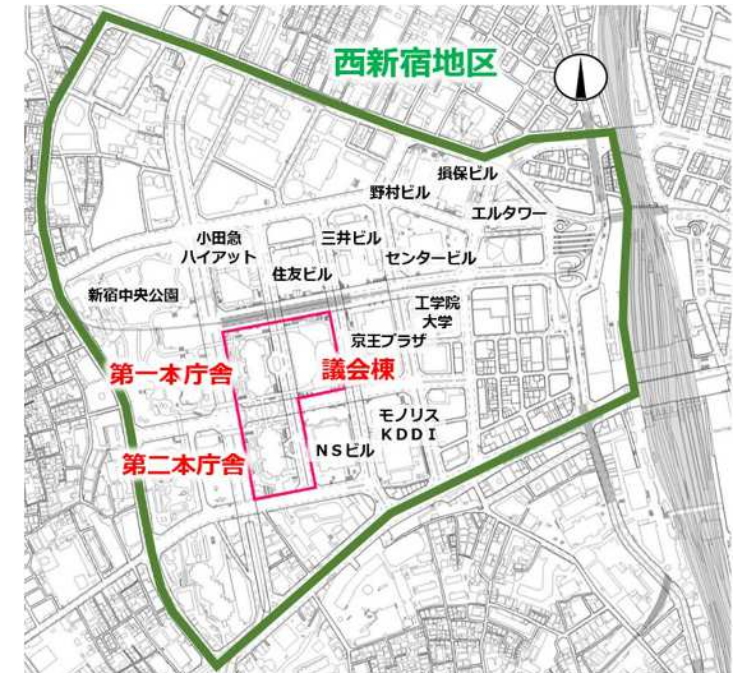 西新宿地区
損保ビル
野村ビル
エルタワー
小田急
ハイアット
三井ビル
センタービル
住友ビル
新宿中央公園
工学院
大学
京王プラザ
第一本庁舎
議会棟
モノリス
KDDI
NSビル
第二本庁舎